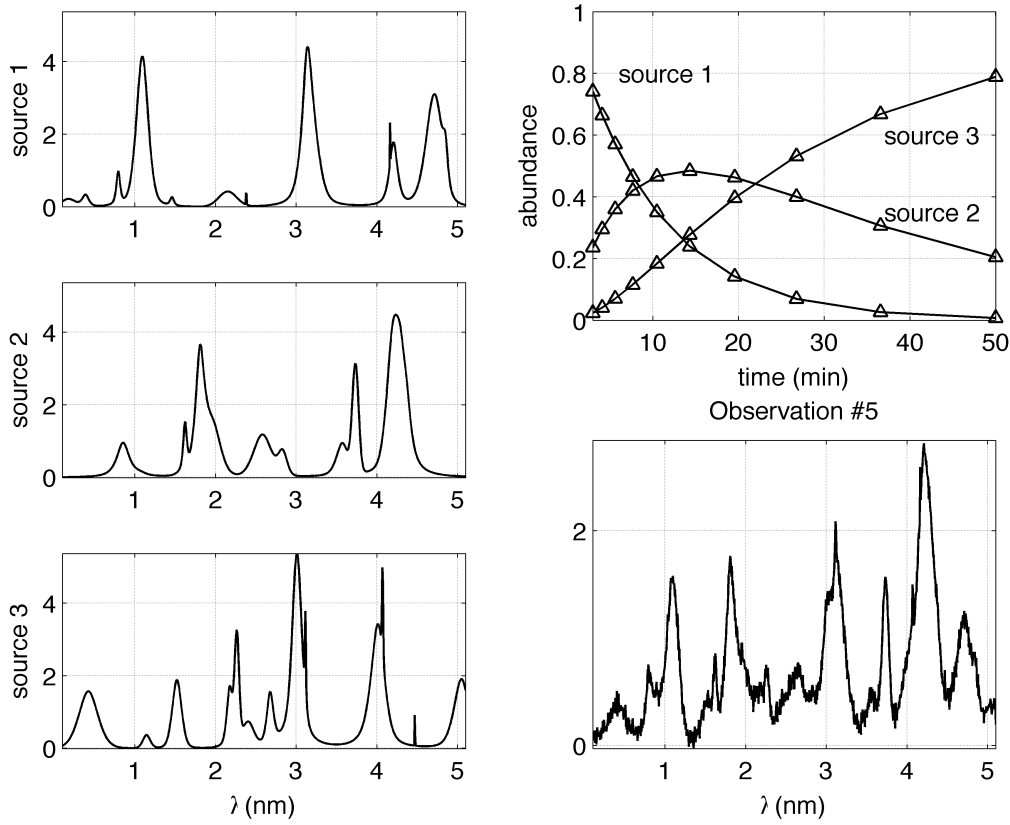 source 1
4
2
0
1 2 3 4 5
source 2
4
2
0
1 2 3 4 5
source 3
4
2
0
1 2 3 4 5
λ (nm)
abundance
1
0.8
0.6
0.4
0.2
0
source 1
source 3
source 2
10 20 30 40 50
time (min)
Observation #5
2
0
1 2 3 4 5
λ (nm)